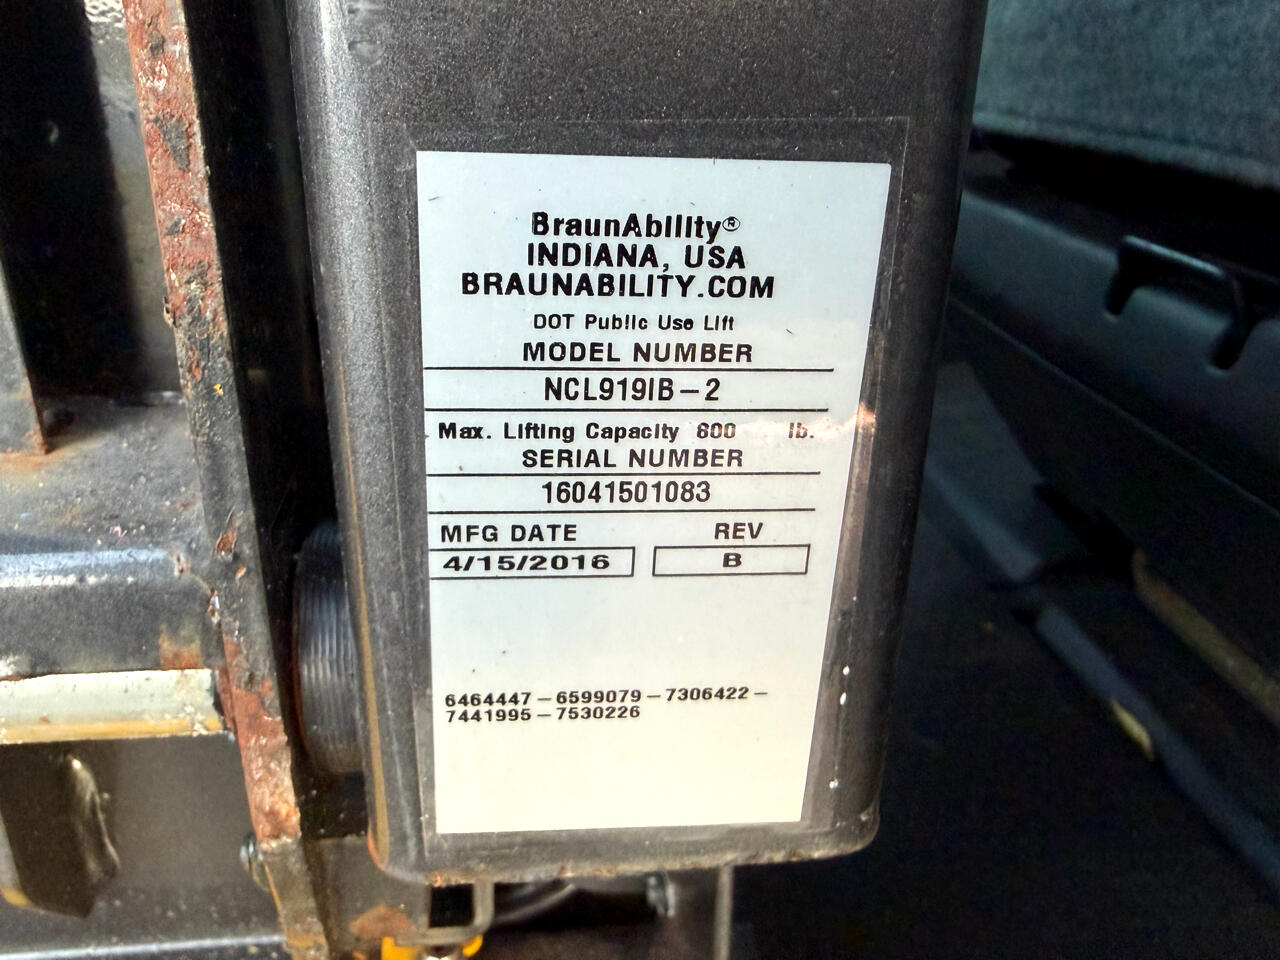 BraunAbility®
INDIANA, USA
BRAUNABILITY.COM
DOT Public Use Lift
MODEL NUMBER
NCL919IB-2
Max. Lifting Capacity 800 lb.
SERIAL NUMBER
16041501083
MFG DATE REV
4/15/2016 B
6464447-6599079-7306422-
7441995-7530226